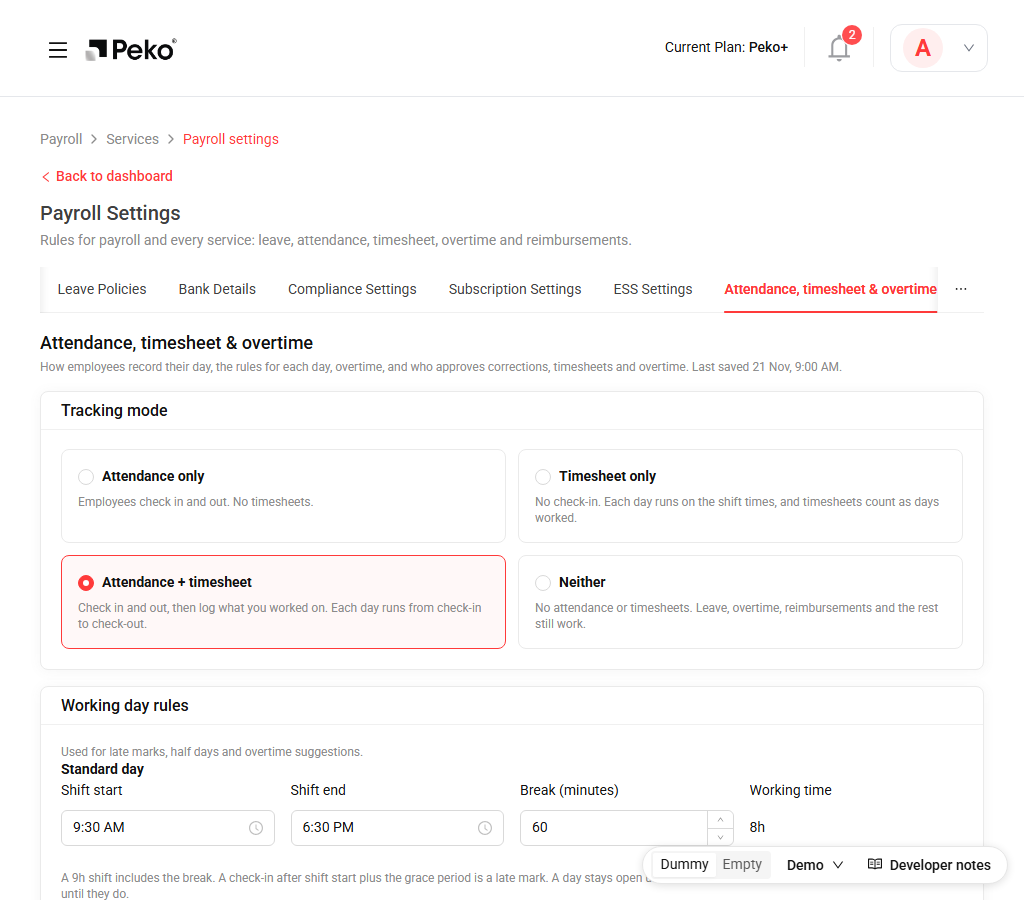 Peko®
Current Plan: Peko+
2
A
Payroll > Services > Payroll settings
< Back to dashboard
Payroll Settings
Rules for payroll and every service: leave, attendance, timesheet, overtime and reimbursements.
Leave Policies Bank Details Compliance Settings Subscription Settings ESS Settings Attendance, timesheet & overtime ···
Attendance, timesheet & overtime
How employees record their day, the rules for each day, overtime, and who approves corrections, timesheets and overtime. Last saved 21 Nov, 9:00 AM.
Tracking mode
Attendance only
Employees check in and out. No timesheets.
Timesheet only
No check-in. Each day runs on the shift times, and timesheets count as days
worked.
Attendance + timesheet
Check in and out, then log what you worked on. Each day runs from check-in
to check-out.
Neither
No attendance or timesheets. Leave, overtime, reimbursements and the rest
still work.
Working day rules
Used for late marks, half days and overtime suggestions.
Standard day
Shift start Shift end Break (minutes) Working time
9:30 AM 6:30 PM 60 8h
A 9h shift includes the break. A check-in after shift start plus the grace period is a late mark. A day stays open
until they do.
Dummy Empty Demo Developer notes